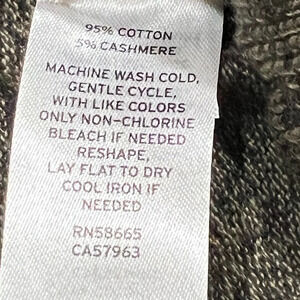 95% COTTON
5% CASHMERE
MACHINE WASH COLD,
GENTLE CYCLE,
WITH LIKE COLORS
ONLY NON-CHLORINE
BLEACH IF NEEDED
RESHAPE,
LAY FLAT TO DRY
COOL IRON IF
NEEDED
RN58665
CA57963